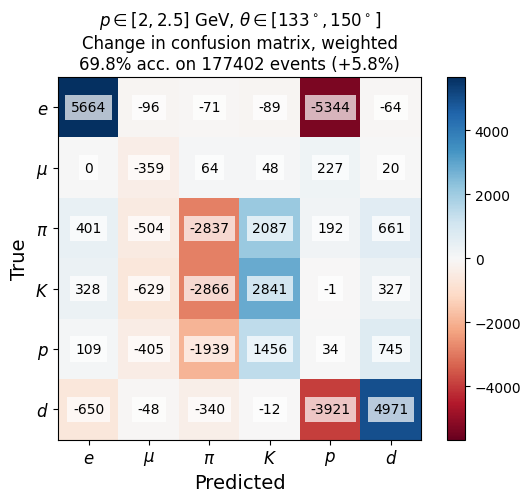 p ∈ [2, 2.5] GeV, θ ∈ [133°, 150°]
Change in confusion matrix, weighted
69.8% acc. on 177402 events (+5.8%)
e 5664 -96 -71 -89 -5344 -64
μ 0 -359 64 48 227 20
π 401 -504 -2837 2087 192 661
K 328 -629 -2866 2841 -1 327
p 109 -405 -1939 1456 34 745
d -650 -48 -340 -12 -3921 4971
e μ π K p d
Predicted
True
4000
2000
0
−2000
−4000